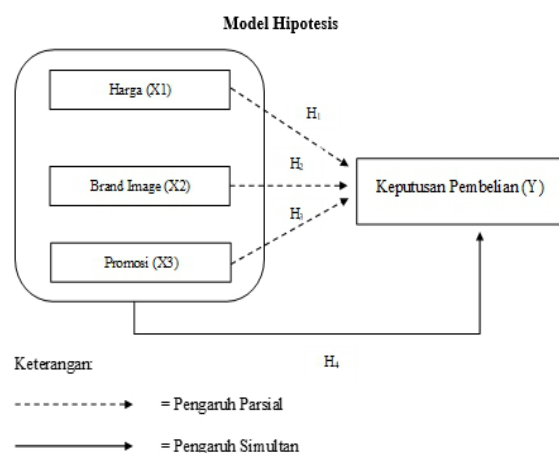 Model Hipotesis
Harga (X1)
H₁
Brand Image (X2)
H₂
Keputusan Pembelian (Y)
H₃
Promosi (X3)
H₄
Keterangan:
= Pengaruh Parsial
= Pengaruh Simultan